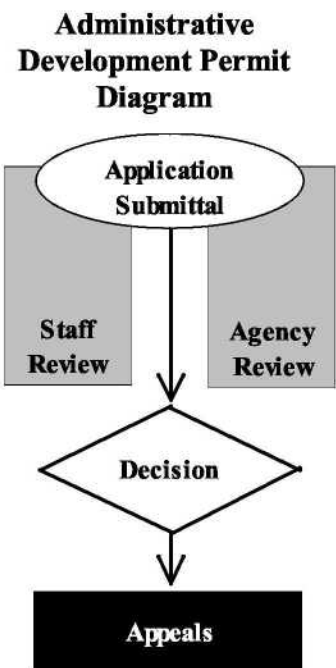 Administrative
Development Permit
Diagram
Application
Submittal
Staff
Review
Agency
Review
Decision
Appeals